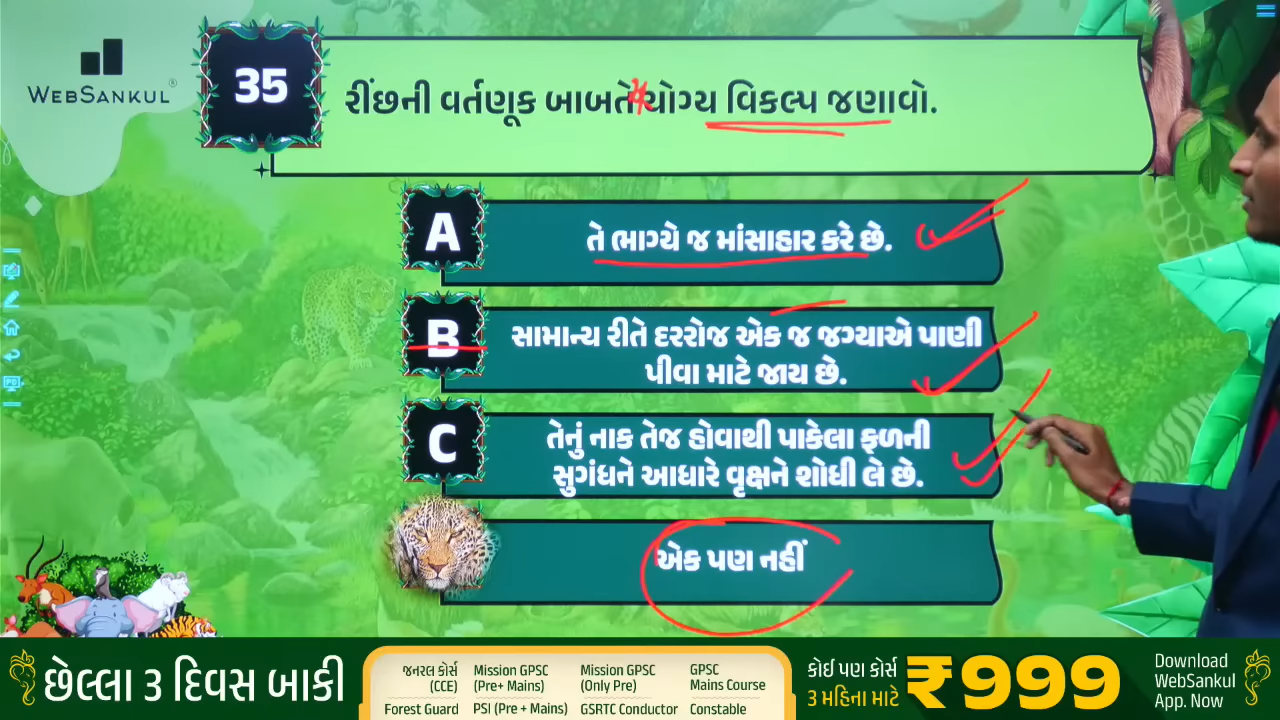 WEBSANKUL®
35
રીંછની વર્તણૂક બાબતે યોગ્ય વિકલ્પ જણાવો.
A
તે ભાગ્યે જ માંસાહાર કરે છે.
B
સામાન્ય રીતે દરરોજ એક જ જગ્યાએ પાણી
પીવા માટે જાય છે.
C
તેનું નાક તેજ હોવાથી પાકેલા ફળની
સુગંધને આધારે વૃક્ષને શોધી લે છે.
એક પણ નહીં
છેલ્લા ૩ દિવસ બાકી
જનરલ કોર્સ
(CCE)
Forest Guard
Mission GPSC
(Pre+ Mains)
PSI (Pre + Mains)
Mission GPSC
(Only Pre)
GSRTC Conductor
GPSC
Mains Course
Constable
કોઈ પણ કોર્સ
૩ મહિના માટે
₹999
Download
WebSankul
App. Now